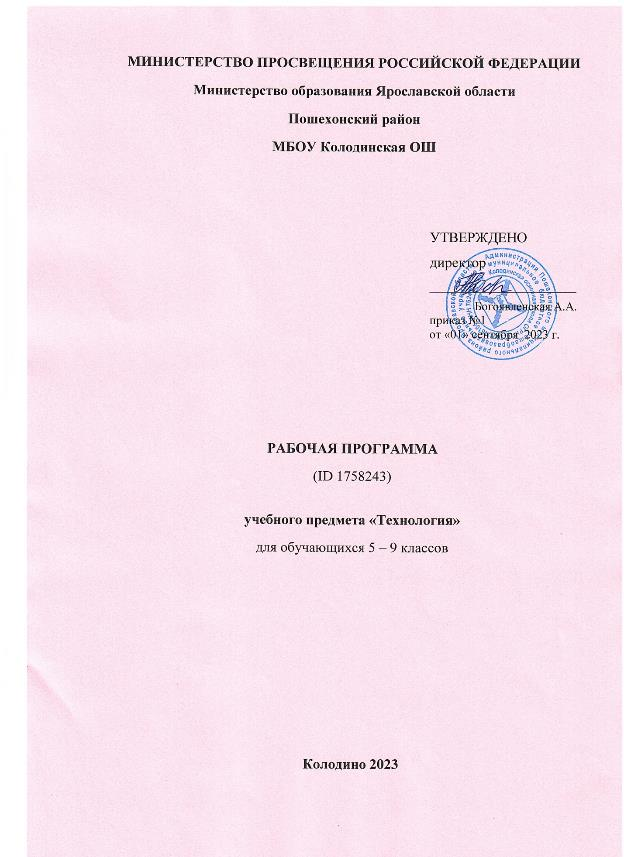 МИНИСТЕРСТВО ПРОСВЕЩЕНИЯ РОССИЙСКОЙ ФЕДЕРАЦИИ
Министерство образования Ярославской области
Пошехонский район
МБОУ Колодинская ОШ
УТВЕРЖДЕНО
директор
Богоявленская А.А.
приказ №1
от «01» сентября 2023 г.
РАБОЧАЯ ПРОГРАММА
(ID 1758243)
учебного предмета «Технология»
для обучающихся 5 – 9 классов
Колодино 2023